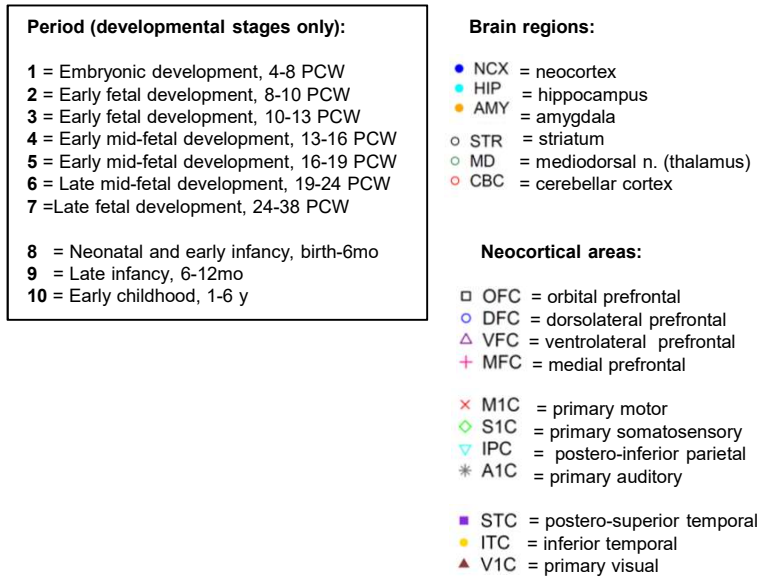 Period (developmental stages only):
1 = Embryonic development, 4-8 PCW
2 = Early fetal development, 8-10 PCW
3 = Early fetal development, 10-13 PCW
4 = Early mid-fetal development, 13-16 PCW
5 = Early mid-fetal development, 16-19 PCW
6 = Late mid-fetal development, 19-24 PCW
7 =Late fetal development, 24-38 PCW
8 = Neonatal and early infancy, birth-6mo
9 = Late infancy, 6-12mo
10 = Early childhood, 1-6 y
Brain regions:
NCX = neocortex
HIP = hippocampus
AMY = amygdala
STR = striatum
MD = mediodorsal n. (thalamus)
CBC = cerebellar cortex
Neocortical areas:
OFC = orbital prefrontal
DFC = dorsolateral prefrontal
VFC = ventrolateral prefrontal
MFC = medial prefrontal
M1C = primary motor
S1C = primary somatosensory
IPC = postero-inferior parietal
A1C = primary auditory
STC = postero-superior temporal
ITC = inferior temporal
V1C = primary visual